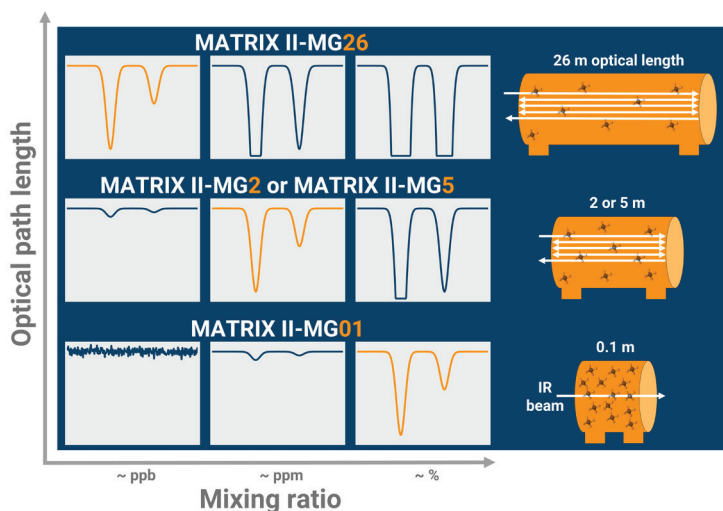 MATRIX II-MG26
26 m optical length
MATRIX II-MG2 or MATRIX II-MG5
2 or 5 m
MATRIX II-MG01
0.1 m
IR
beam
Optical path length
~ ppb
~ ppm
~ %
Mixing ratio